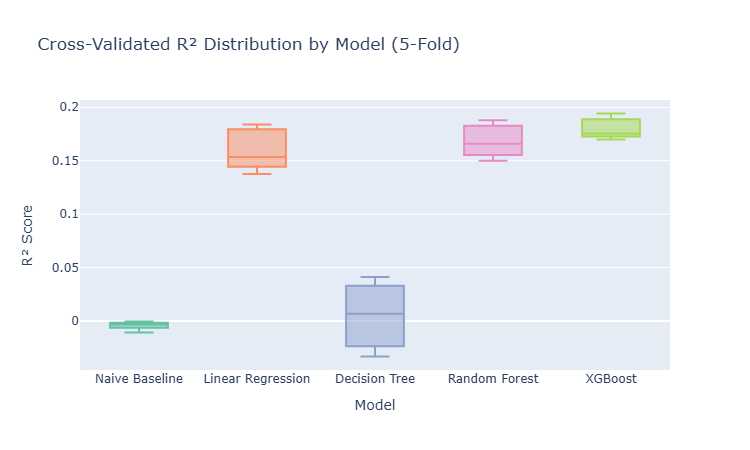 Cross-Validated R² Distribution by Model (5-Fold)
R² Score
0.2
0.15
0.1
0.05
0
Naive Baseline
Linear Regression
Decision Tree
Random Forest
XGBoost
Model